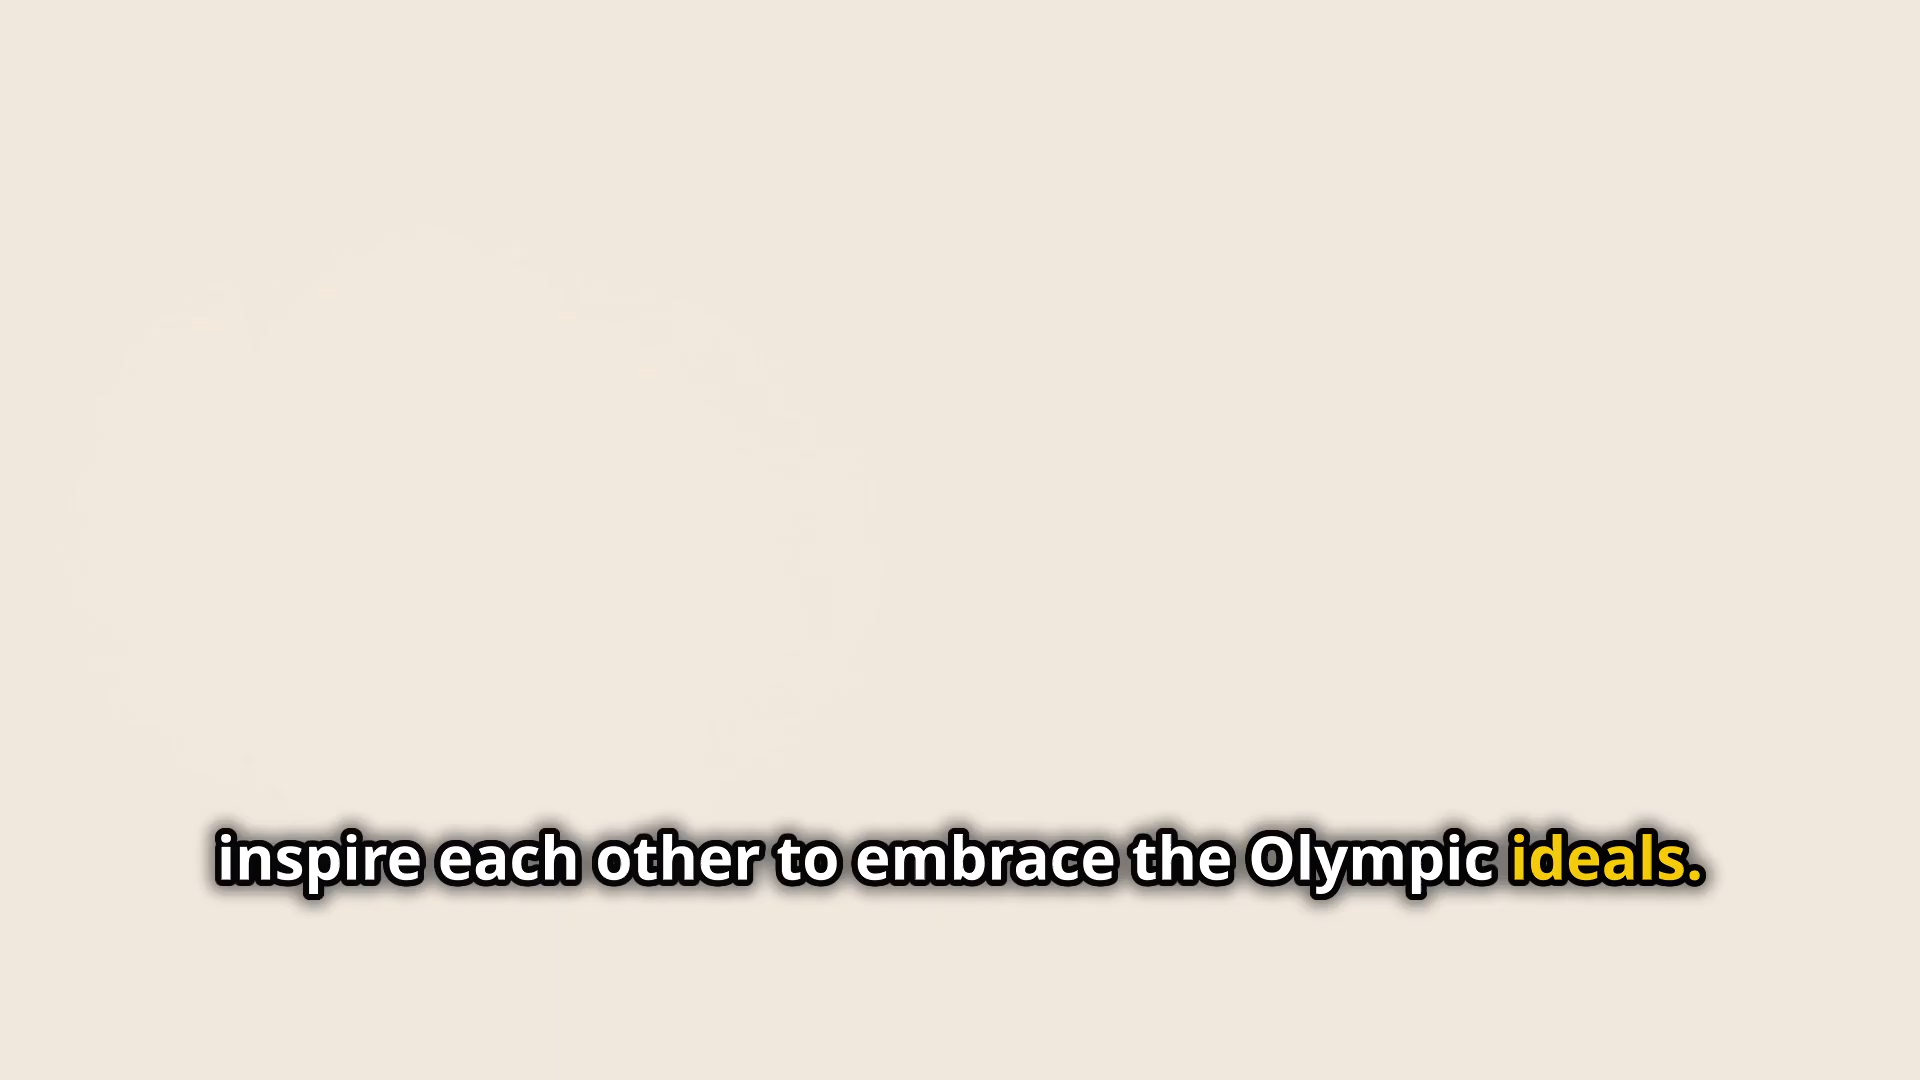 inspire each other to embrace the Olympic ideals.